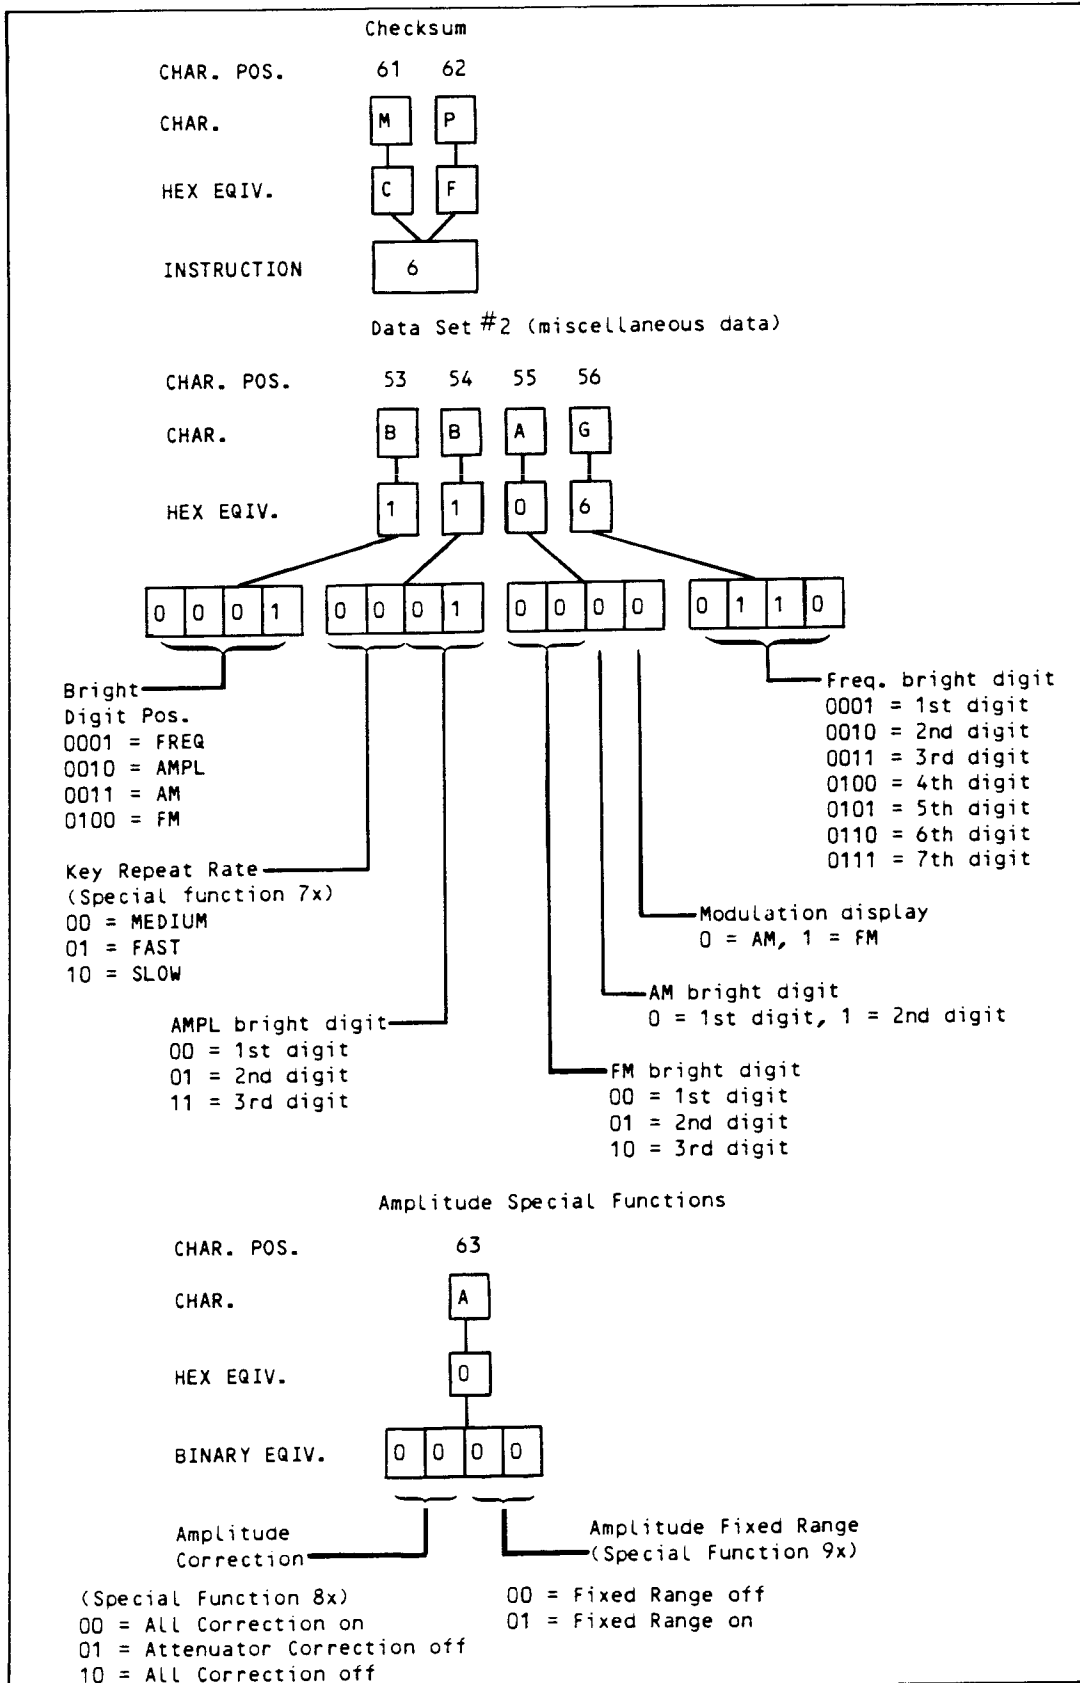 Checksum
CHAR. POS. 61 62
CHAR. M P
HEX EQIV. C F
INSTRUCTION 6
Data Set #2 (miscellaneous data)
CHAR. POS. 53 54 55 56
CHAR. B B A G
HEX EQIV. 1 1 0 6
0 0 0 1 0 0 0 1 0 0 0 0 0 1 1 0
Bright
Digit Pos.
0001 = FREQ
0010 = AMPL
0011 = AM
0100 = FM
Freq. bright digit
0001 = 1st digit
0010 = 2nd digit
0011 = 3rd digit
0100 = 4th digit
0101 = 5th digit
0110 = 6th digit
0111 = 7th digit
Key Repeat Rate
(Special function 7x)
00 = MEDIUM
01 = FAST
10 = SLOW
Modulation display
0 = AM, 1 = FM
AM bright digit
0 = 1st digit, 1 = 2nd digit
AMPL bright digit
00 = 1st digit
01 = 2nd digit
11 = 3rd digit
FM bright digit
00 = 1st digit
01 = 2nd digit
10 = 3rd digit
Amplitude Special Functions
CHAR. POS. 63
CHAR. A
HEX EQIV. 0
BINARY EQIV. 0 0 0 0
Amplitude
Correction
(Special Function 8x)
00 = All Correction on
01 = Attenuator Correction off
10 = All Correction off
Amplitude Fixed Range
(Special Function 9x)
00 = Fixed Range off
01 = Fixed Range on